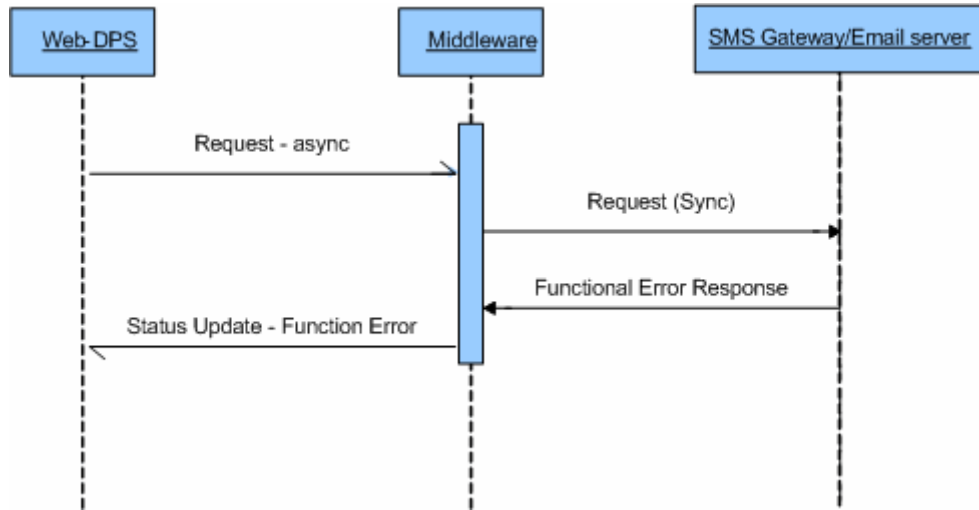 Web-DPS
Middleware
SMS Gateway/Email server
Request - async
Request (Sync)
Functional Error Response
Status Update - Function Error